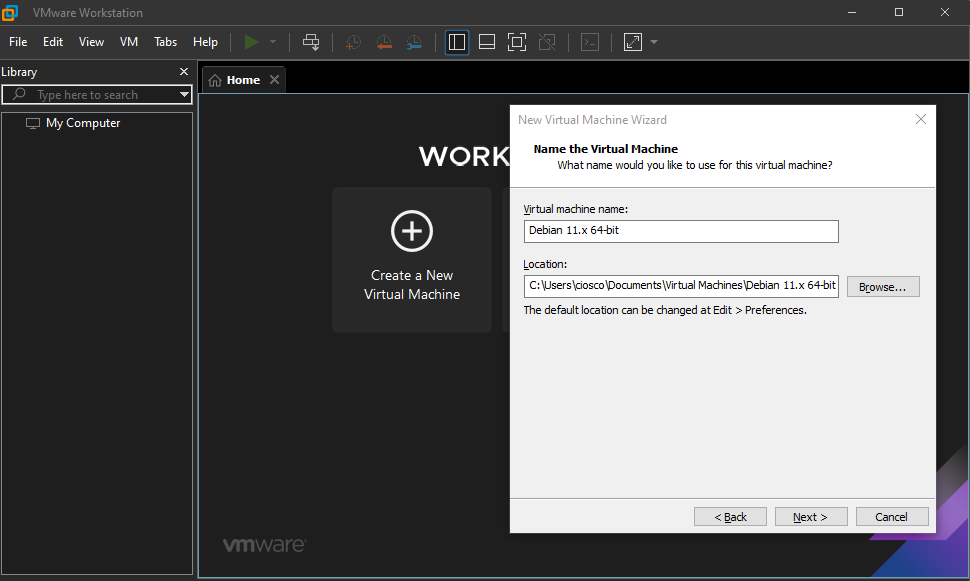 VMware Workstation
File Edit View VM Tabs Help
Library
Type here to search
My Computer
Home
WORK
Create a New
Virtual Machine
vmware
New Virtual Machine Wizard
Name the Virtual Machine
What name would you like to use for this virtual machine?
Virtual machine name:
Debian 11.x 64-bit
Location:
C:\Users\ciosco\Documents\Virtual Machines\Debian 11.x 64-bit
Browse...
The default location can be changed at Edit > Preferences.
< Back Next > Cancel